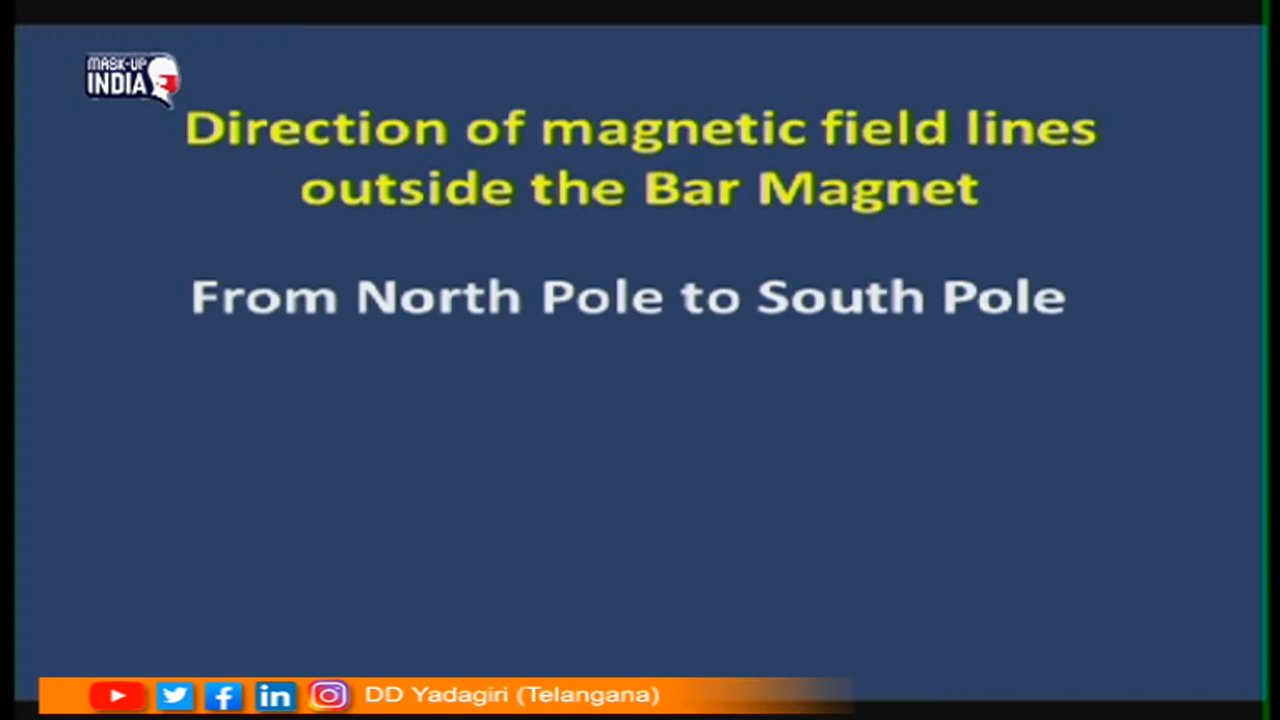 MASK-UP
INDIA
Direction of magnetic field lines
outside the Bar Magnet
From North Pole to South Pole
DD Yadagiri (Telangana)